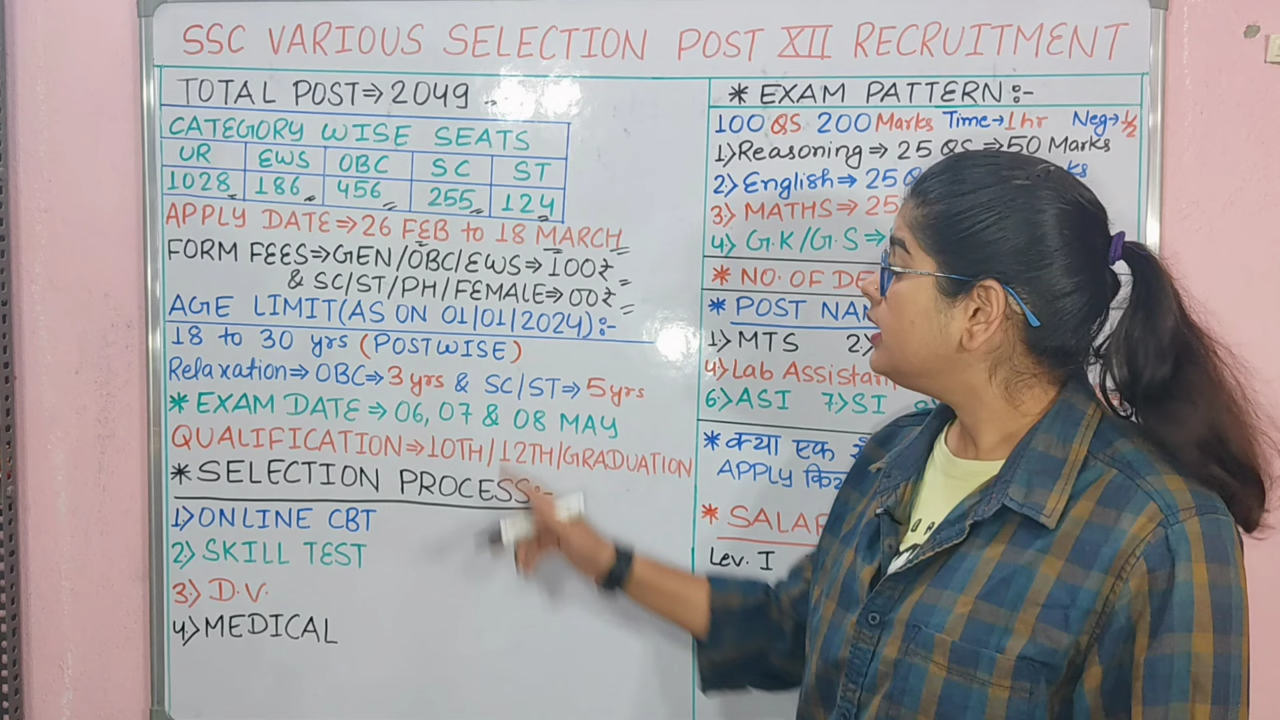 SSC VARIOUS SELECTION POST XII RECRUITMENT
TOTAL POST⇒2049
CATEGORY WISE SEATS
UR EWS OBC SC ST
1028 186 456 255 124
APPLY DATE⇒26 FEB to 18 MARCH
FORM FEES⇒GEN/OBC/EWS⇒100₹
& SC/ST/PH/FEMALE⇒00₹
AGE LIMIT(AS ON 01/01/2024):-
18 to 30 yrs (POSTWISE)
Relaxation⇒OBC⇒3 yrs & SC/ST⇒5yrs
* EXAM DATE⇒06, 07 & 08 MAY
QUALIFICATION⇒10TH/12TH/GRADUATION
* SELECTION PROCESS:-
1.) ONLINE CBT
2.) SKILL TEST
3.) D.V.
4.) MEDICAL
* EXAM PATTERN:-
100 QS 200 Marks Time→1hr Neg→1/2
1.) Reasoning⇒25 QS⇒50 Marks
2.) English⇒25
3.) MATHS⇒25
4.) G.K/G.S⇒
* NO. OF
* POST
1.) MTS 2.)
4.) Lab
6.) ASI 7.) SI
* क्या एक
APPLY
*
Lev. I